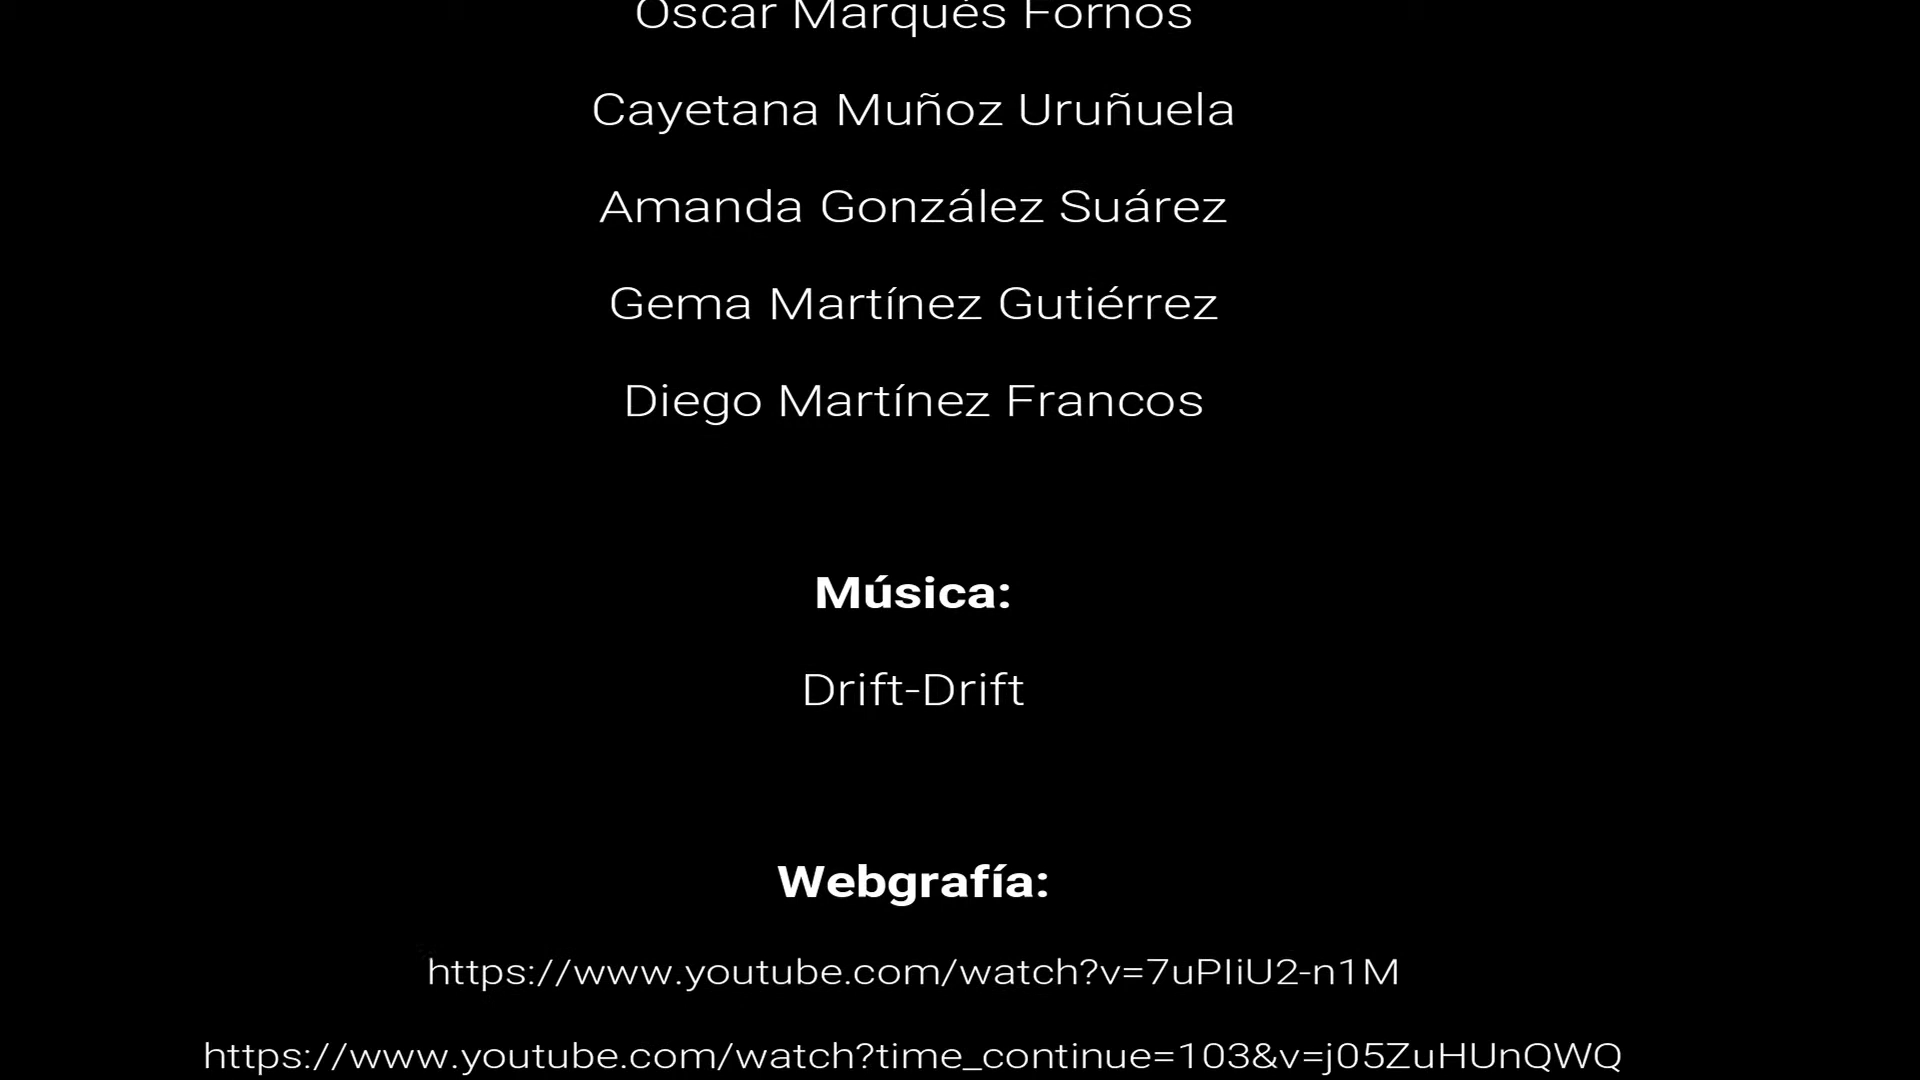 Óscar Marqués Fornos
Cayetana Muñoz Uruñuela
Amanda González Suárez
Gema Martínez Gutiérrez
Diego Martínez Francos
Música:
Drift-Drift
Webgrafía:
https://www.youtube.com/watch?v=7uPIiU2-n1M
https://www.youtube.com/watch?time_continue=103&v=j05ZuHUnQWQ